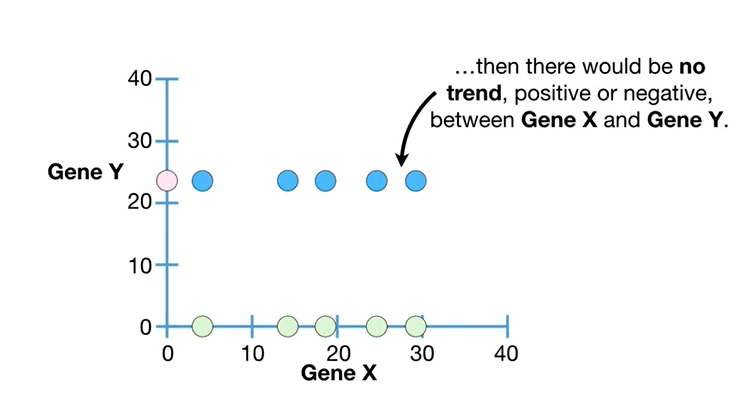 …then there would be no
trend, positive or negative,
between Gene X and Gene Y.
40
30
Gene Y
20
10
0
0 10 20 30 40
Gene X